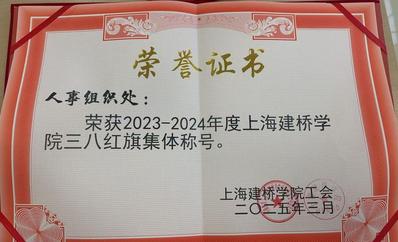 荣誉证书
人事组织处：
荣获2023-2024年度上海建桥学
院三八红旗集体称号。
上海建桥学院工会
二〇二五年三月